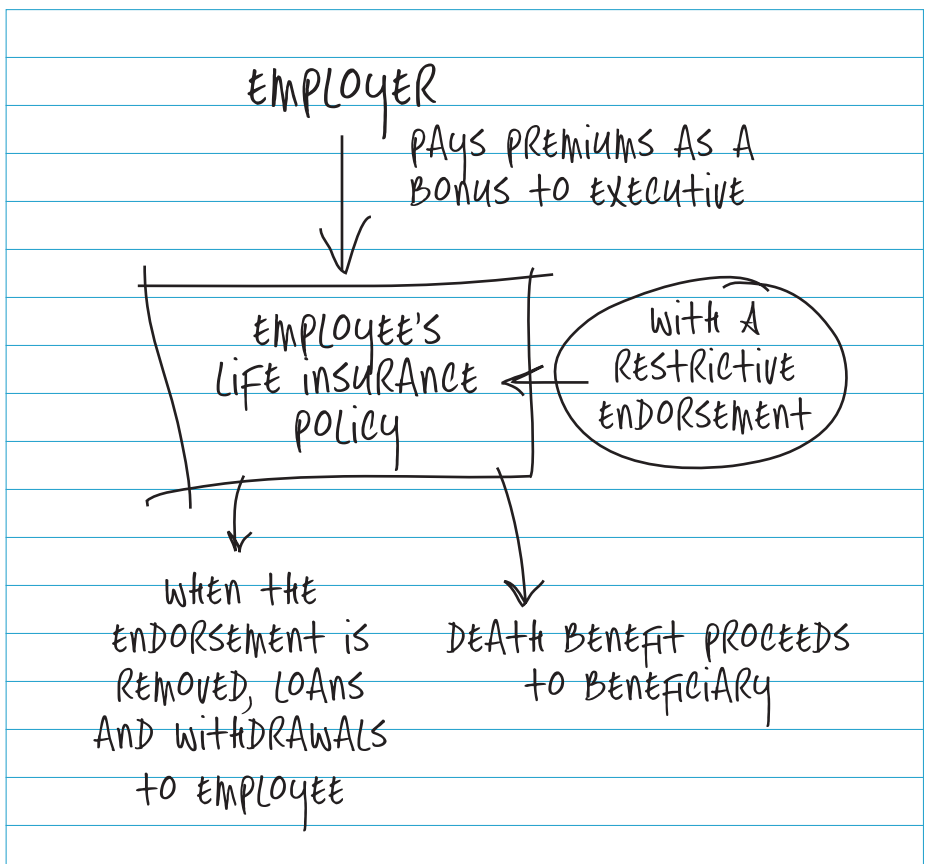 EMPLOYER
PAYS PREMIUMS AS A
BONUS TO EXECUTIVE
EMPLOYEE'S
LIFE INSURANCE
POLICY
WITH A
RESTRICTIVE
ENDORSEMENT
WHEN THE
ENDORSEMENT IS
REMOVED, LOANS
AND WITHDRAWALS
TO EMPLOYEE
DEATH BENEFIT PROCEEDS
TO BENEFICIARY